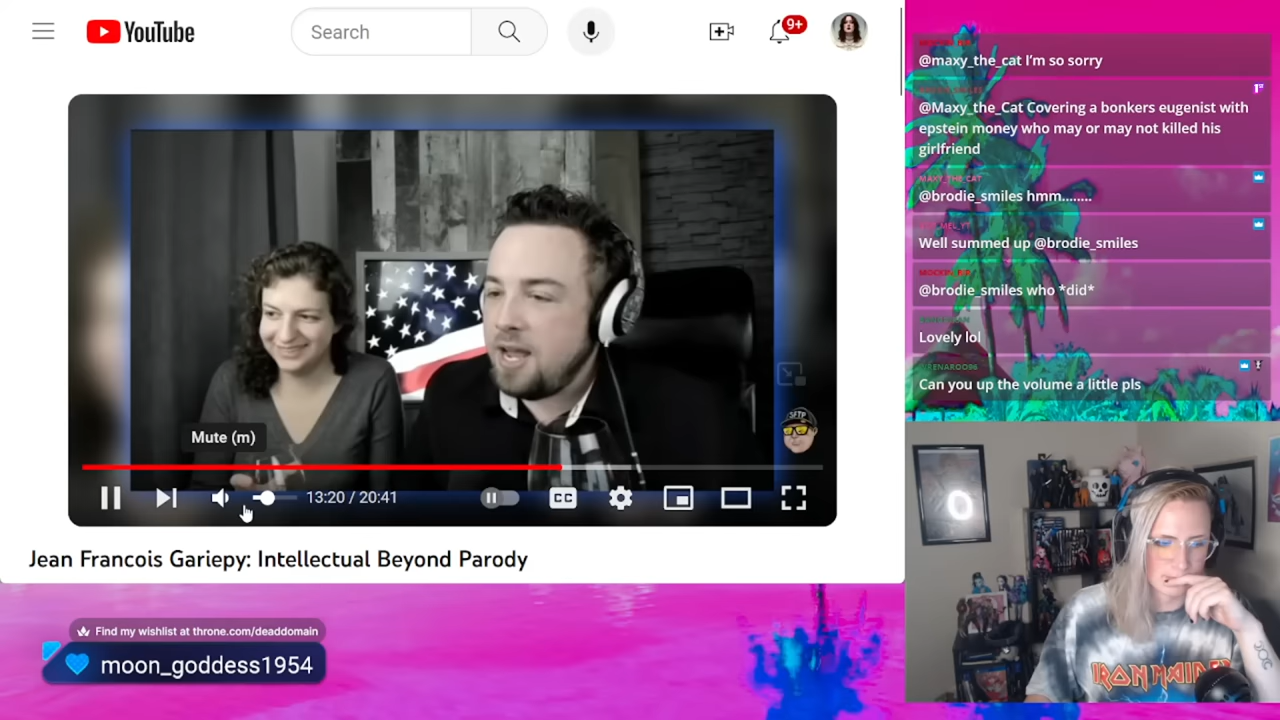 YouTube
Search
9+
Mute (m)
SFTP
13:20 / 20:41
CC
Jean Francois Gariepy: Intellectual Beyond Parody
Find my wishlist at throne.com/deaddomain
moon_goddess1954
@maxy_the_cat I'm so sorry
@Maxy_the_Cat Covering a bonkers eugenist with
epstein money who may or may not killed his
girlfriend
MAXY_THE_CAT
@brodie_smiles hmm........
Well summed up @brodie_smiles
@brodie_smiles who *did*
Lovely lol
Can you up the volume a little pls
IRON MAIDEN